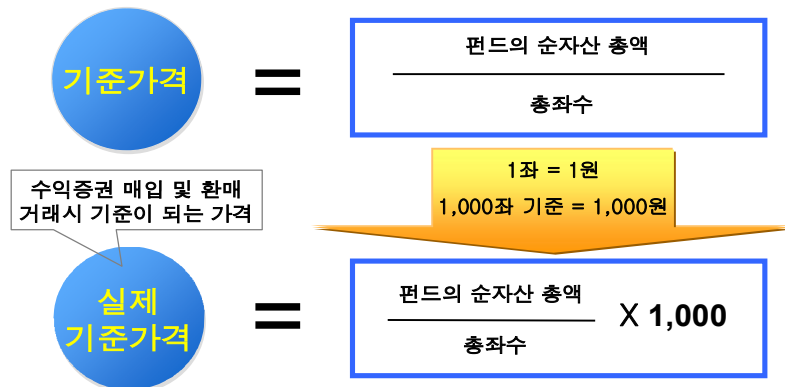 기준가격
=
펀드의 순자산 총액
총좌수
1좌 = 1원
1,000좌 기준 = 1,000원
수익증권 매입 및 환매
거래시 기준이 되는 가격
실제
기준가격
=
펀드의 순자산 총액
총좌수
X 1,000